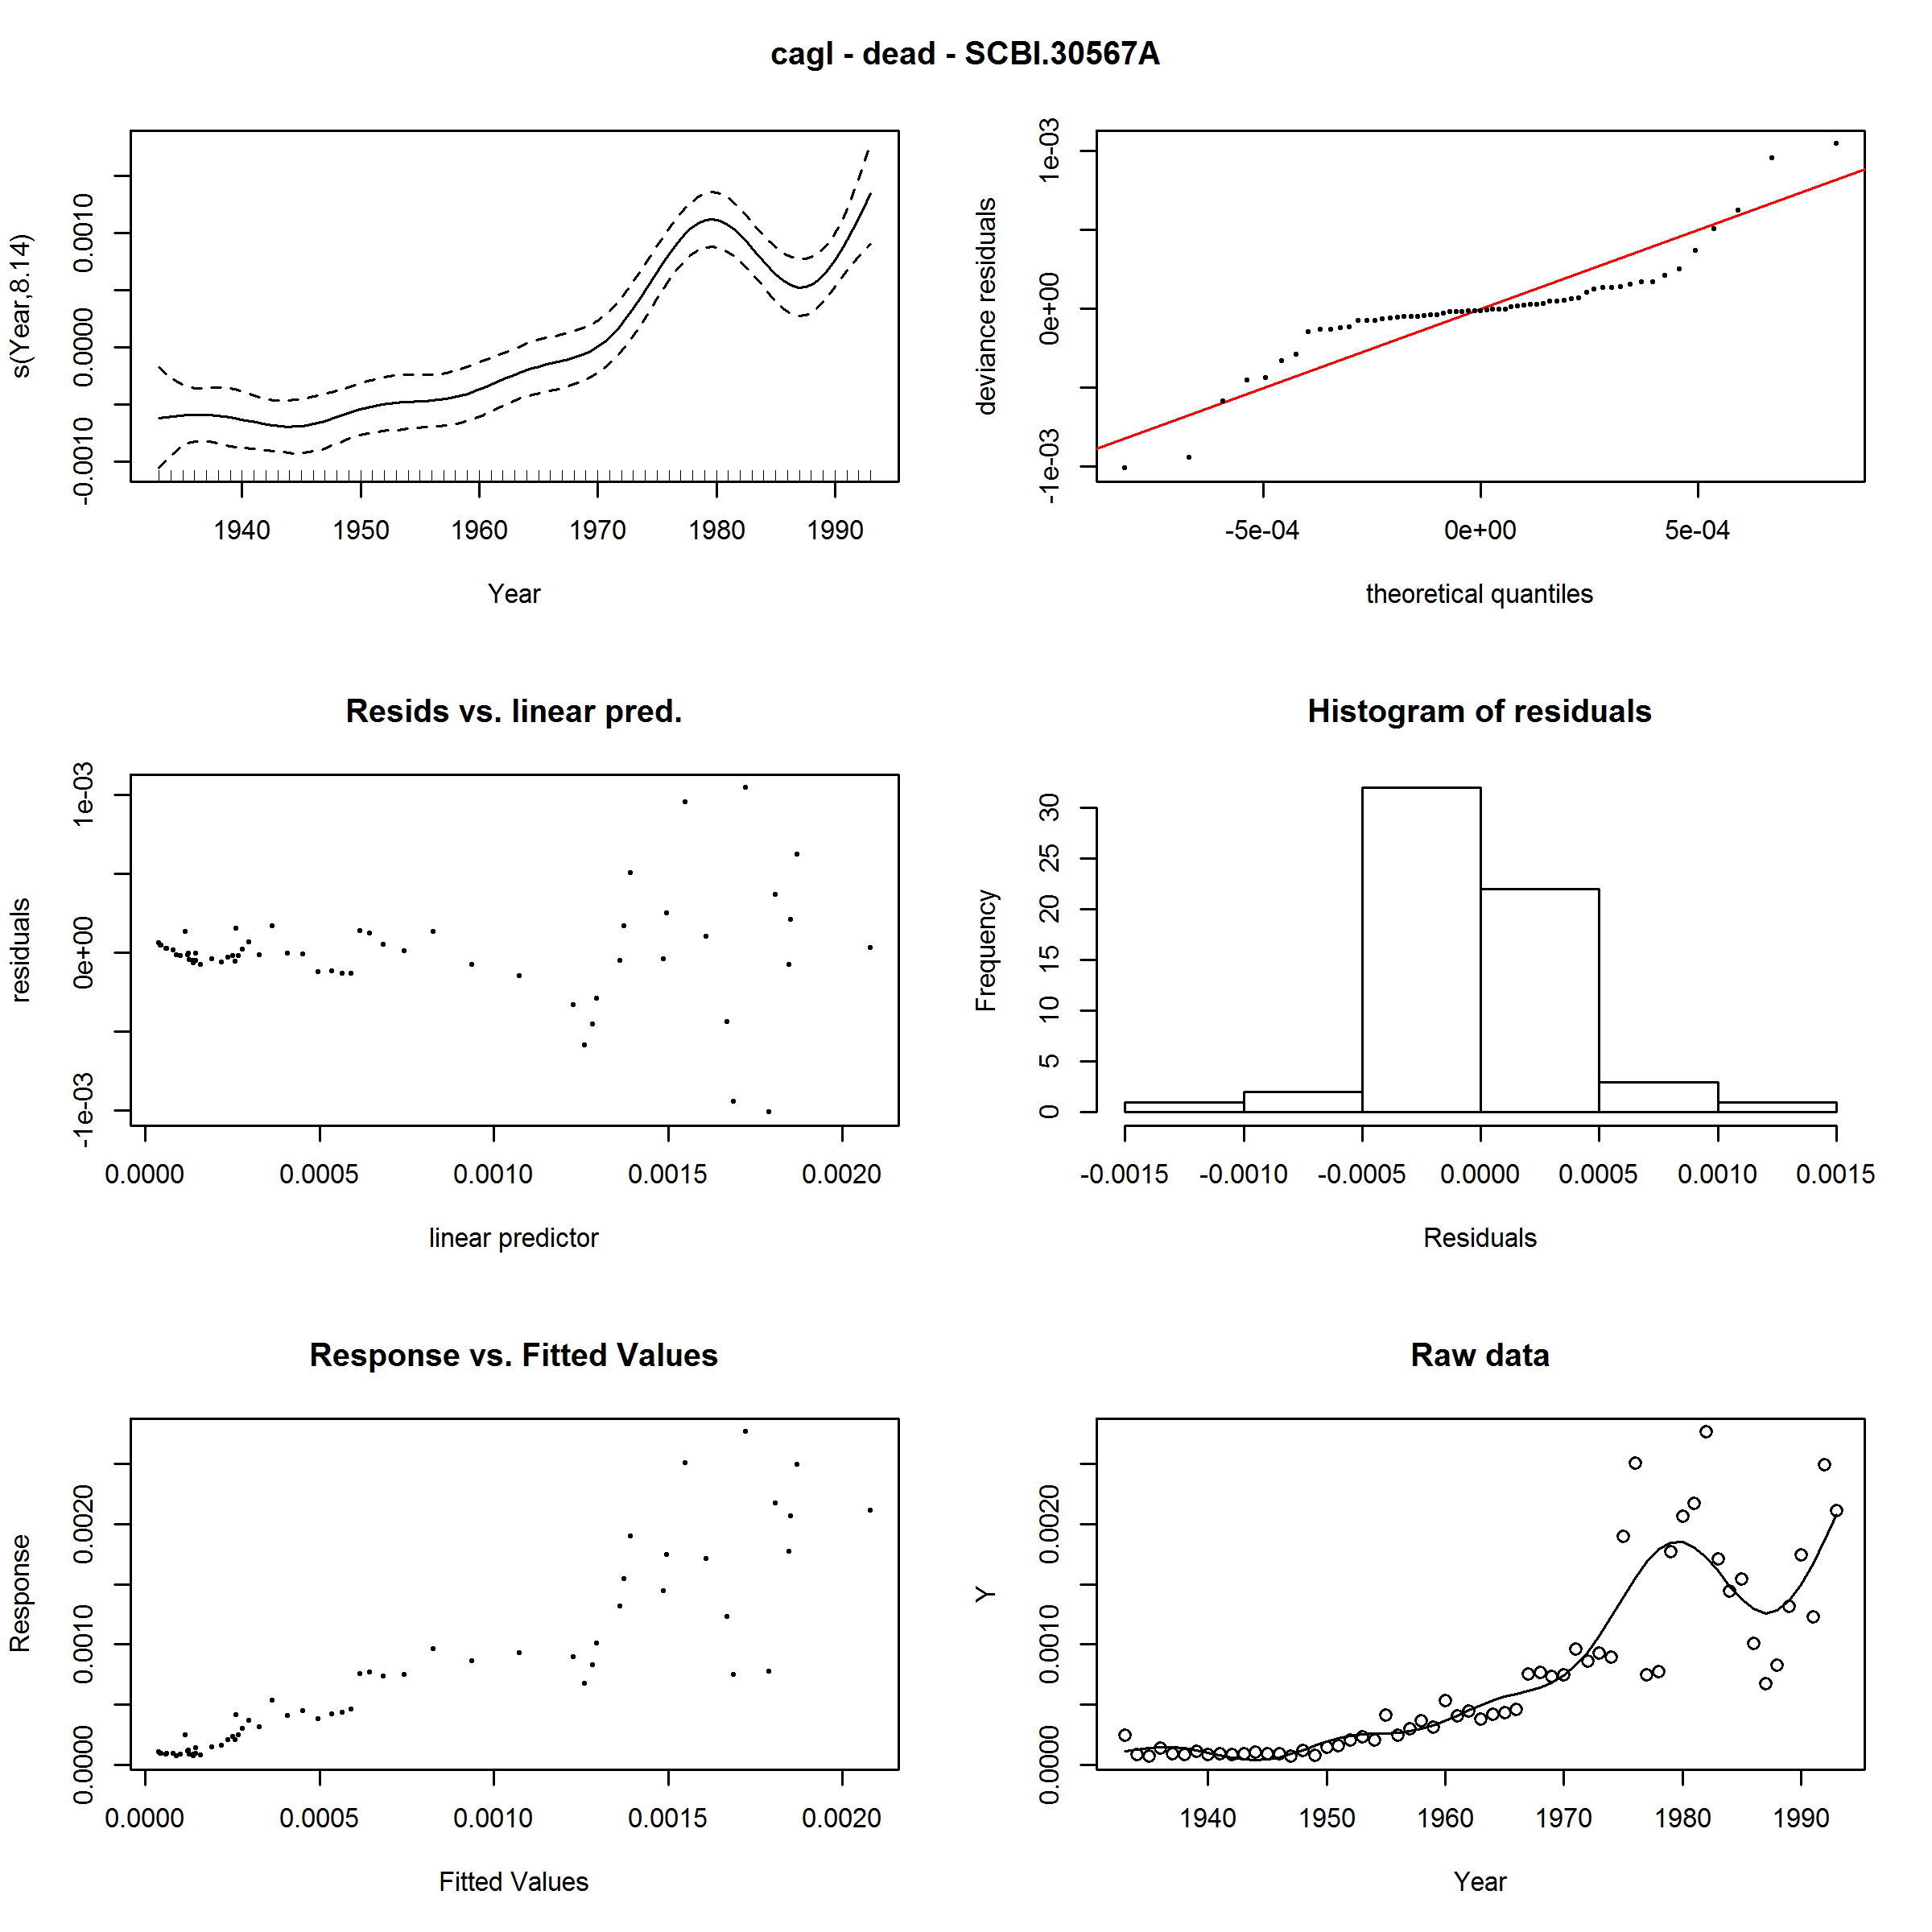 cagl - dead - SCBI.30567A
s(Year,8.14)
-0.0010 0.0000 0.0010
1940 1950 1960 1970 1980 1990
Year
deviance residuals
-1e-03 0e+00 1e-03
-5e-04 0e+00 5e-04
theoretical quantiles
Resids vs. linear pred.
residuals
-1e-03 0e+00 1e-03
0.0000 0.0005 0.0010 0.0015 0.0020
linear predictor
Histogram of residuals
Frequency
0 5 10 15 20 25 30
-0.0015 -0.0010 -0.0005 0.0000 0.0005 0.0010 0.0015
Residuals
Response vs. Fitted Values
Response
0.0000 0.0010 0.0020
0.0000 0.0005 0.0010 0.0015 0.0020
Fitted Values
Raw data
Y
0.0000 0.0010 0.0020
1940 1950 1960 1970 1980 1990
Year